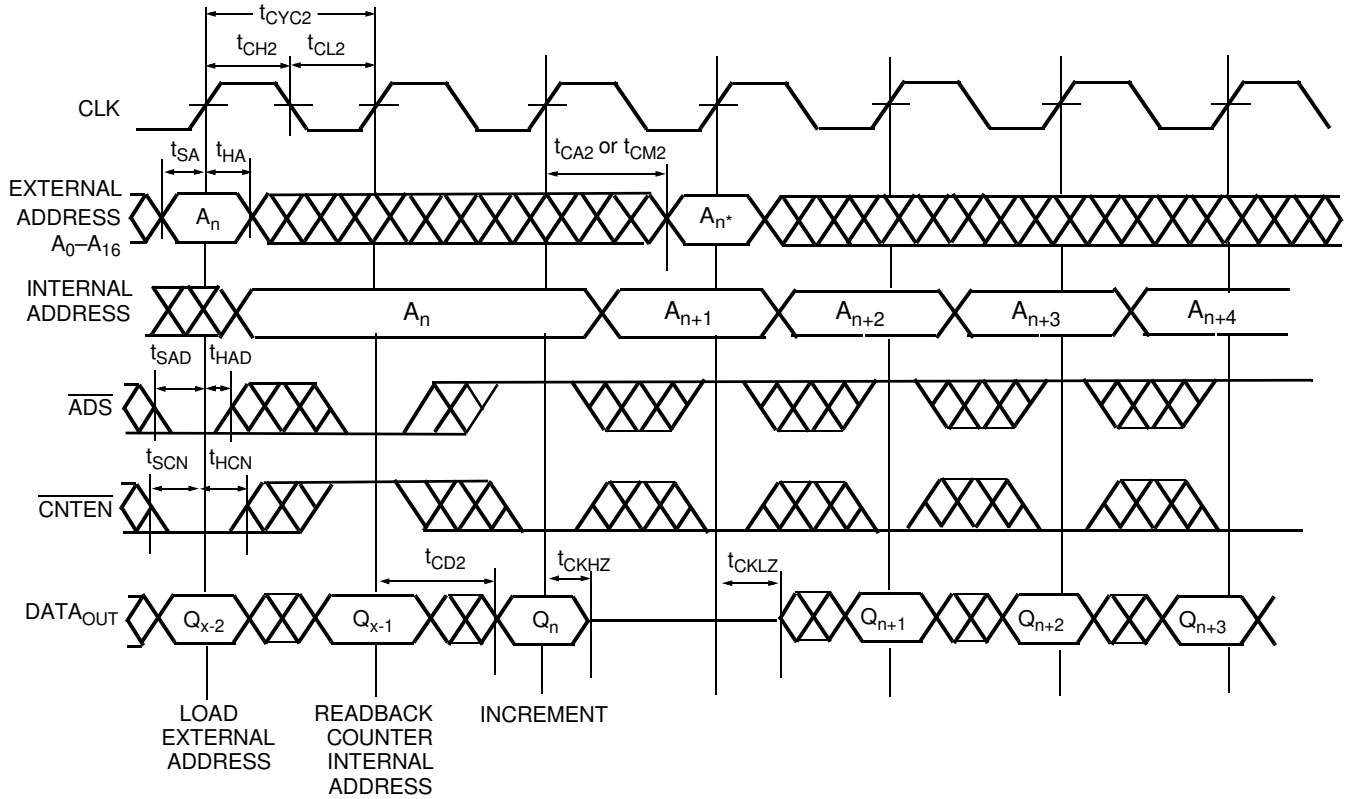 tCYC2
tCH2
tCL2
CLK
tSA
tHA
tCA2 or tCM2
EXTERNAL
ADDRESS
A0–A16
An
An*
INTERNAL
ADDRESS
An
An+1
An+2
An+3
An+4
tSAD
tHAD
ADS
tSCN
tHCN
CNTEN
tCD2
tCKHZ
tCKLZ
DATAOUT
Qx-2
Qx-1
Qn
Qn+1
Qn+2
Qn+3
LOAD
EXTERNAL
ADDRESS
READBACK
COUNTER
INTERNAL
ADDRESS
INCREMENT